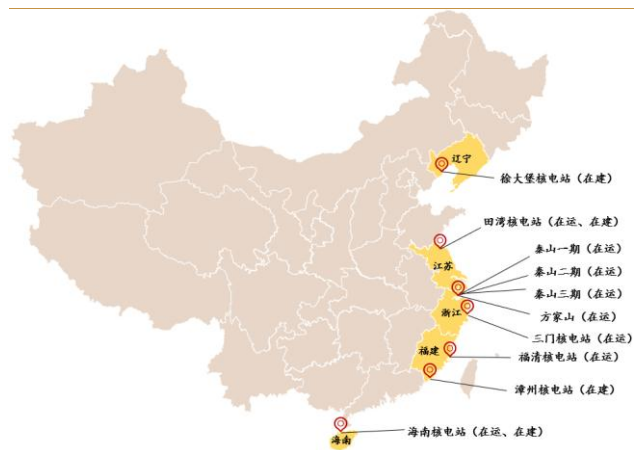 辽宁
徐大堡核电站（在建）
田湾核电站（在运、在建）
江苏
秦山一期（在运）
秦山二期（在运）
秦山三期（在运）
方家山（在运）
浙江
三门核电站（在运）
福建
福清核电站（在运）
漳州核电站（在建）
海南核电站（在运、在建）
海南